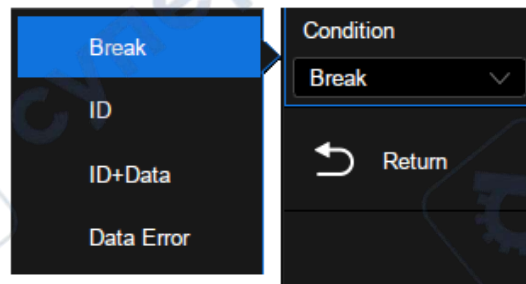 Break
ID
ID+Data
Data Error
Condition
Break
Return